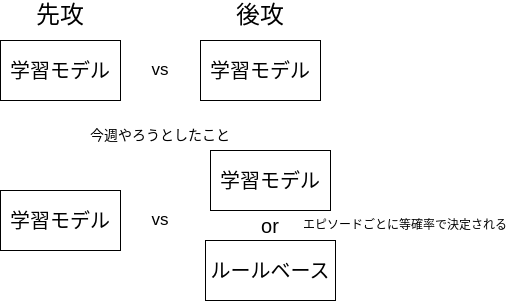 先攻 後攻
学習モデル vs 学習モデル
今週やろうとしたこと
学習モデル
学習モデル vs or エピソードごとに等確率で決定される
ルールベース